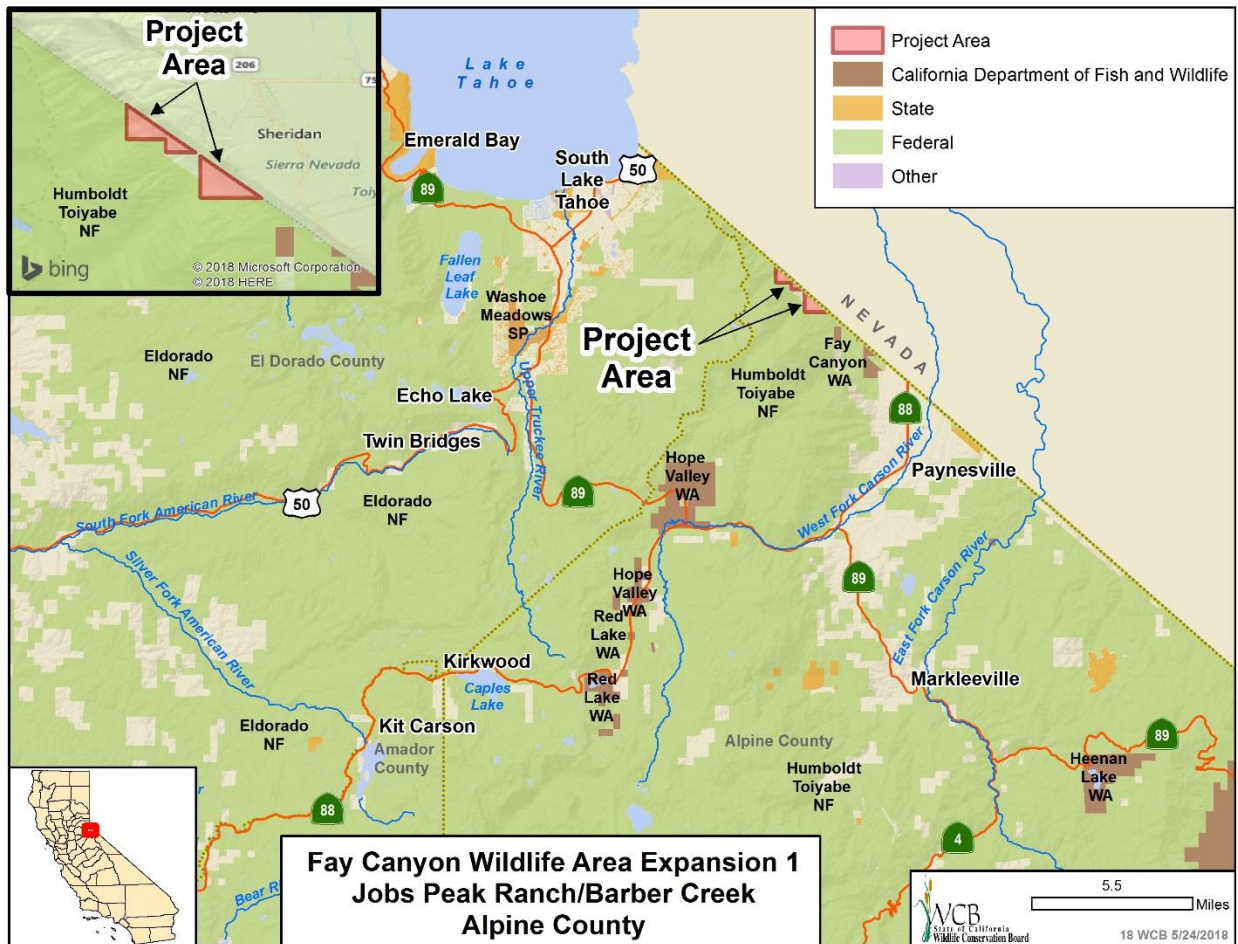 Project
Area
206
75
Sheridan
Sierra Nevada
Humboldt
Toiyabe
NF
bing
© 2018 Microsoft Corporation
© 2018 HERE
Lake
Tahoe
Emerald Bay
89
South
Lake
Tahoe
50
Project Area
California Department of Fish and Wildlife
State
Federal
Other
Fallen
Leaf
Lake
Washoe
Meadows
SP
Project
Area
NEVADA
Fay
Canyon
WA
Humboldt
Toiyabe
NF
88
Eldorado
NF
El Dorado County
Echo Lake
Upper Truckee River
Twin Bridges
Hope
Valley
WA
Paynesville
West Fork Carson River
89
50
Eldorado
NF
South Fork American River
Silver Fork American River
Hope
Valley
WA
89
East Fork Carson River
Red
Lake
WA
Kirkwood
Caples
Lake
Red
Lake
WA
Markleeville
Eldorado
NF
Kit Carson
Amador
County
Alpine County
89
Humboldt
Toiyabe
NF
Heenan
Lake
WA
88
4
Bear
Fay Canyon Wildlife Area Expansion 1
Jobs Peak Ranch/Barber Creek
Alpine County
WCB
State of California
Wildlife Conservation Board
5.5
Miles
18 WCB 5/24/2018